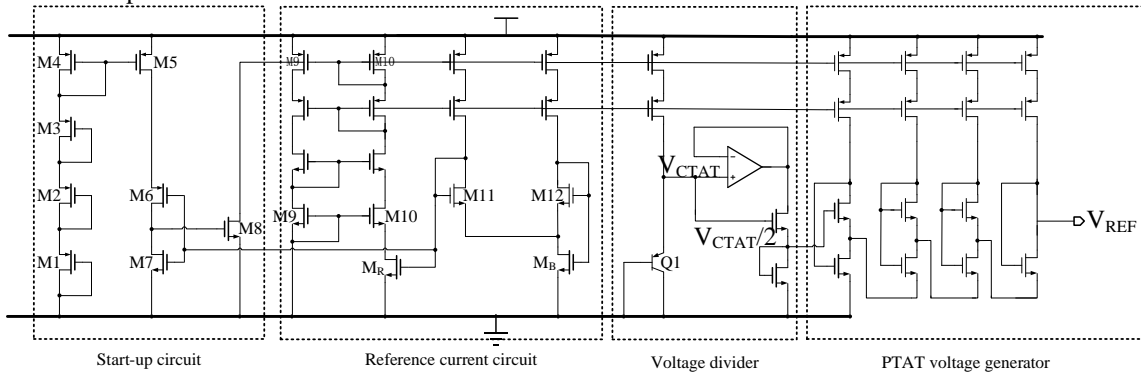 M4
M5
M9
M10
M3
M2
M6
M8
M9
M10
M11
M12
M1
M7
MR
MB
VCTAT
-
+
VCTAT/2
Q1
VREF
Start-up circuit
Reference current circuit
Voltage divider
PTAT voltage generator